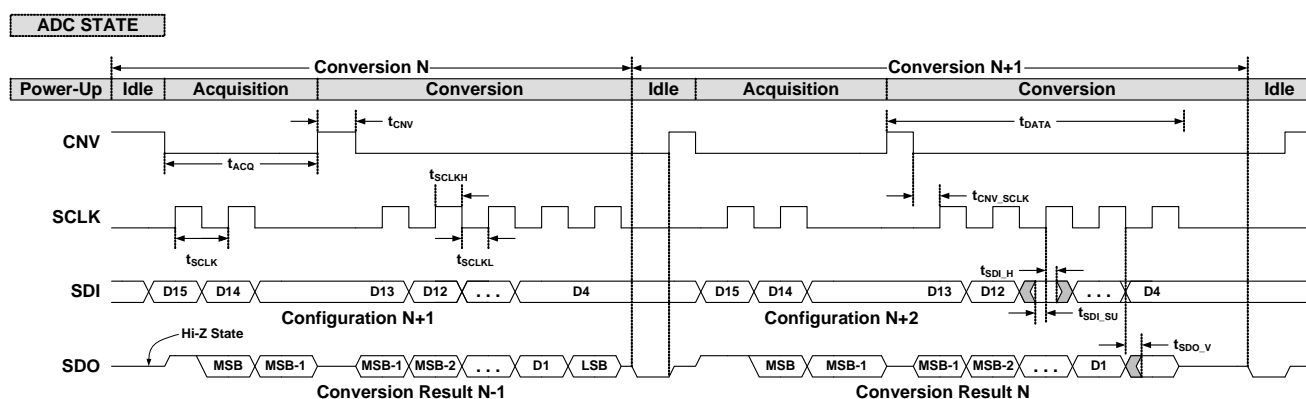 ADC STATE
Conversion N Conversion N+1
Power-Up Idle Acquisition Conversion Idle Acquisition Conversion Idle
tCNV tDATA
CNV
tACQ
tSCLKH
tCNV_SCLK
SCLK
tSCLK tSCLKL
tSDI_H
SDI D15 D14 D13 D12 ... D4 D15 D14 D13 D12 ... D4
Configuration N+1 Configuration N+2 tSDI_SU
Hi-Z State
tSDO_V
SDO MSB MSB-1 MSB-1 MSB-2 ... D1 LSB MSB MSB-1 MSB-1 MSB-2 ... D1
Conversion Result N-1 Conversion Result N